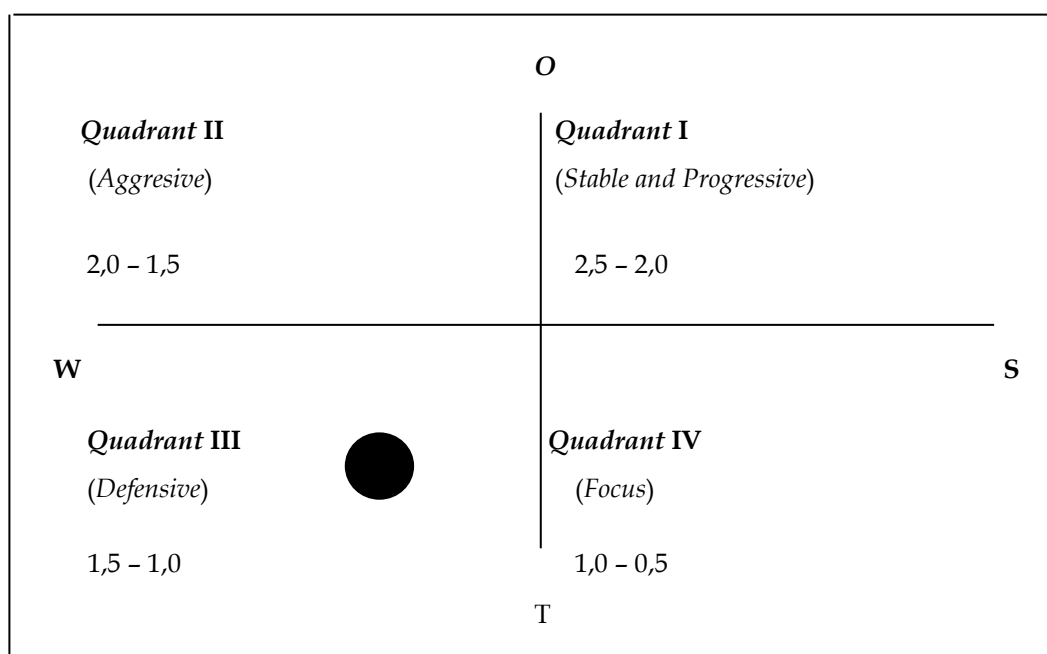 O
Quadrant II
Quadrant I
(Aggresive)
(Stable and Progressive)
2,0 – 1,5
2,5 – 2,0
W
S
Quadrant III
Quadrant IV
(Defensive)
(Focus)
1,5 – 1,0
1,0 – 0,5
T